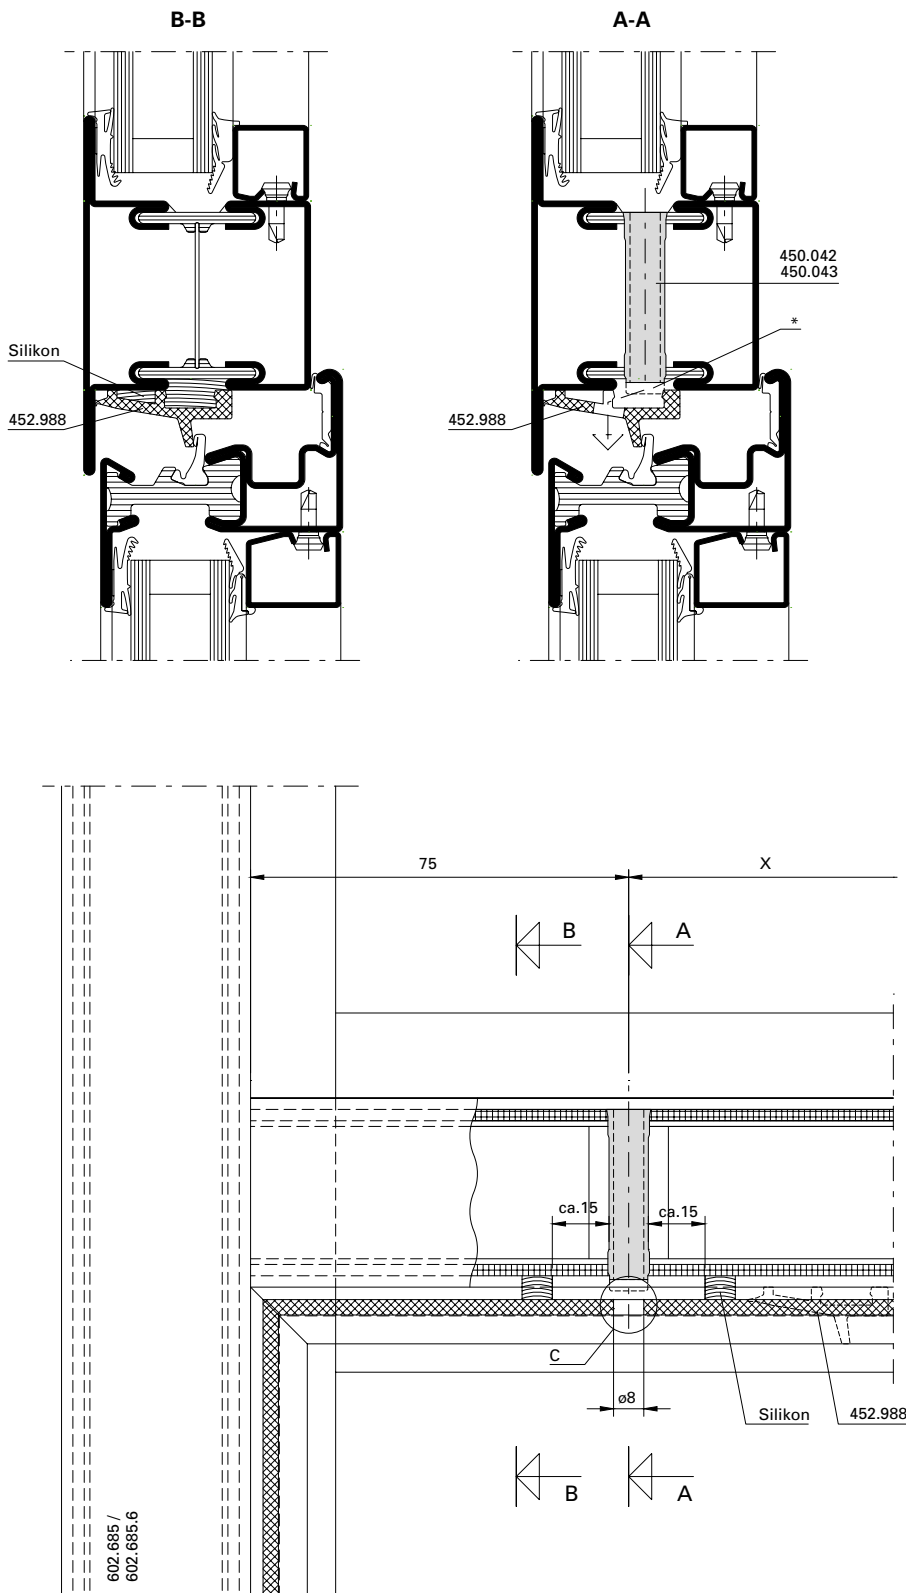 B-B
A-A
450.042
450.043
*
Silikon
452.988
452.988
75
X
B
A
ca.15
ca.15
C
ø8
Silikon
452.988
B
A
602.685 /
602.685.6